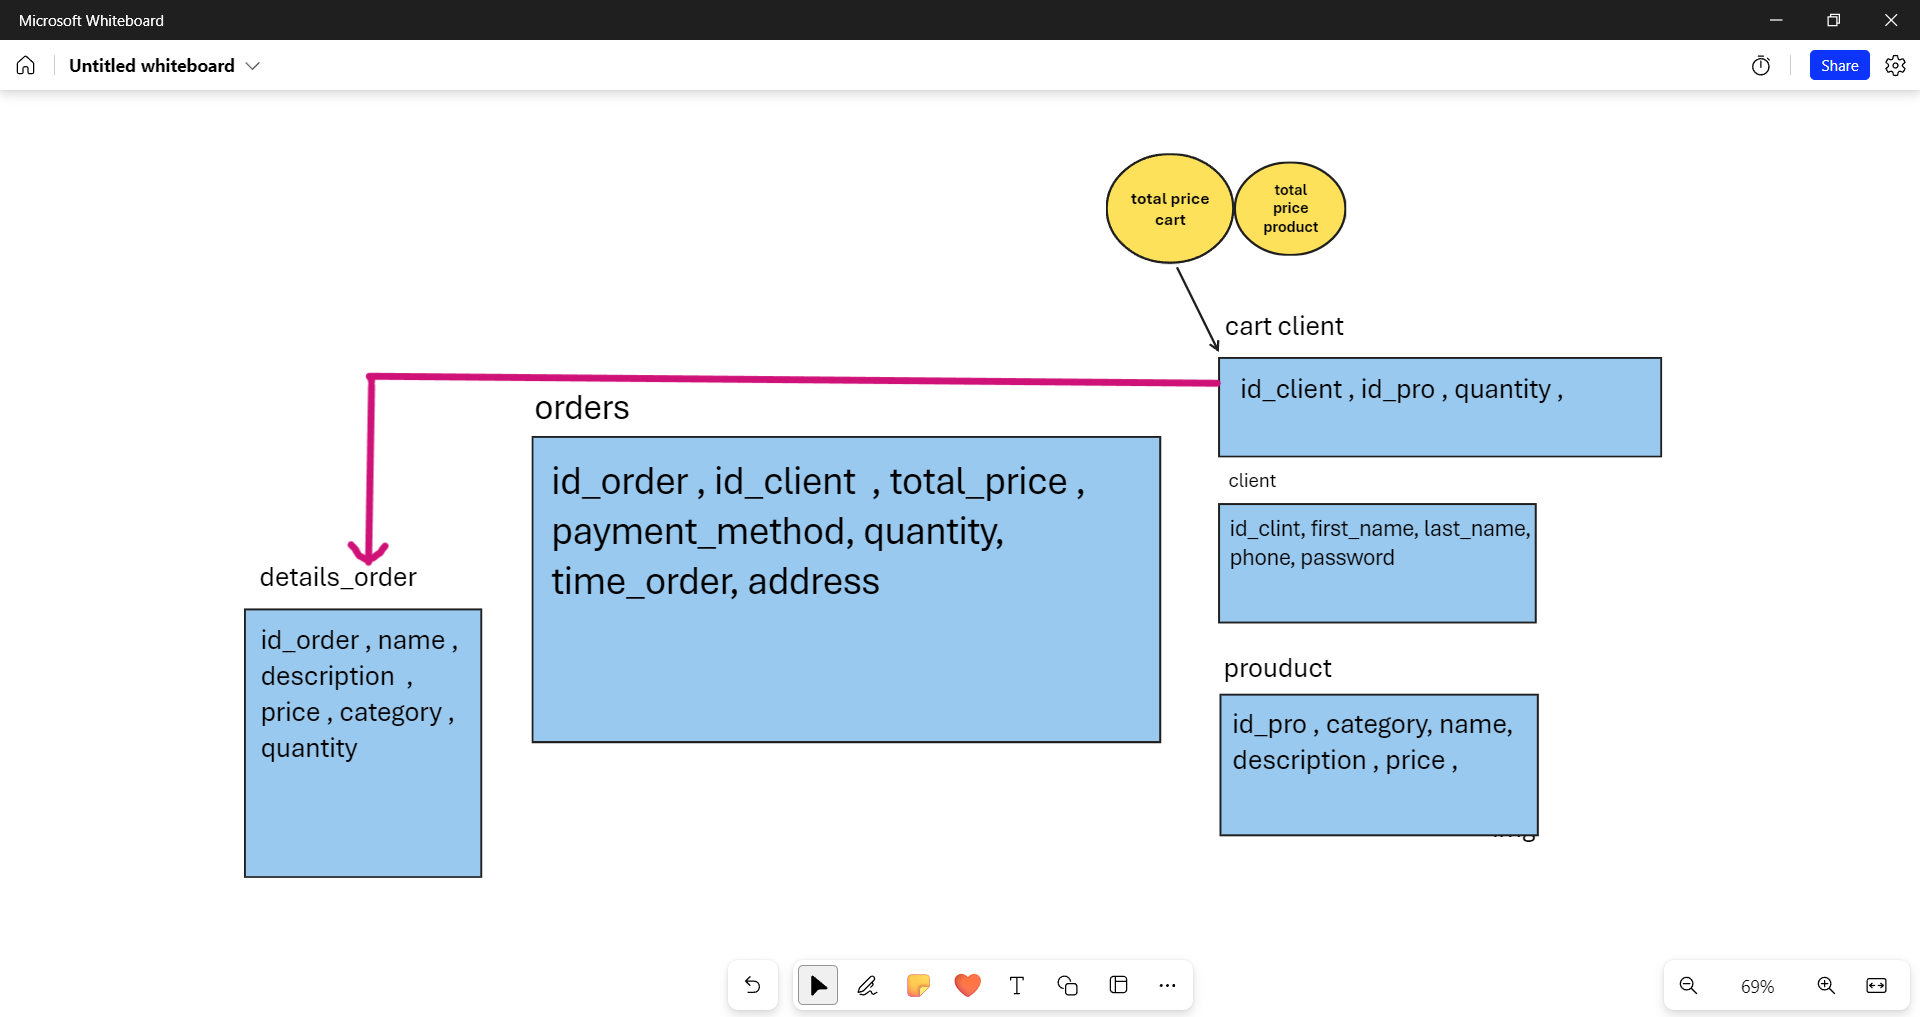 Microsoft Whiteboard
Untitled whiteboard
Share
total price
cart
total
price
product
cart client
id_client , id_pro , quantity ,
orders
id_order , id_client , total_price ,
payment_method, quantity,
time_order, address
client
id_clint, first_name, last_name,
phone, password
details_order
id_order , name ,
description ,
price , category ,
quantity
prouduct
id_pro , category, name,
description , price ,
69%